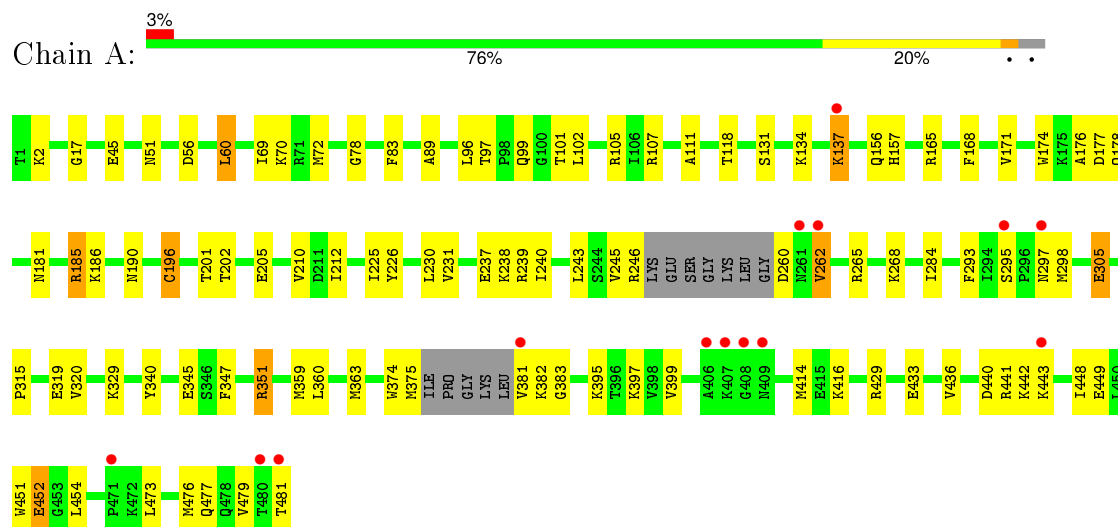 3%
Chain A:
76% 20% • •
T1 K2 G17 E45 N51 D56 L60 I69 K70 R71 M72 G78 F83 A89 L96 T97 P98 Q99 G100 T101 L102 R105 I106 R107 A111 T118 S131 K134 K137 Q156 H157 R165 F168 V171 W174 K175 A176 D177 Q178
N181 R185 K186 N190 C196 T201 T202 E205 V210 D211 I212 I225 Y226 L230 V231 E237 K238 R239 I240 L243 S244 V245 R246 LYS GLU SER GLY LYS LEU GLY D260 N261 V262 R265 K268 I284 F293 I294 S295 P296 N297 M298 E305
P315 E319 V320 K329 Y340 E345 S346 F347 R351 M359 L360 M363 W374 M375 ILE PRO GLY LYS LEU V381 K382 G383 K395 T396 K397 V398 V399 A406 K407 G408 N409 M414 E415 K416 R429 E433 V436 D440 R441 K442 K443 I448 E449 L450
W451 E452 G453 L454 P471 K472 L473 M476 Q477 Q478 V479 T480 T481